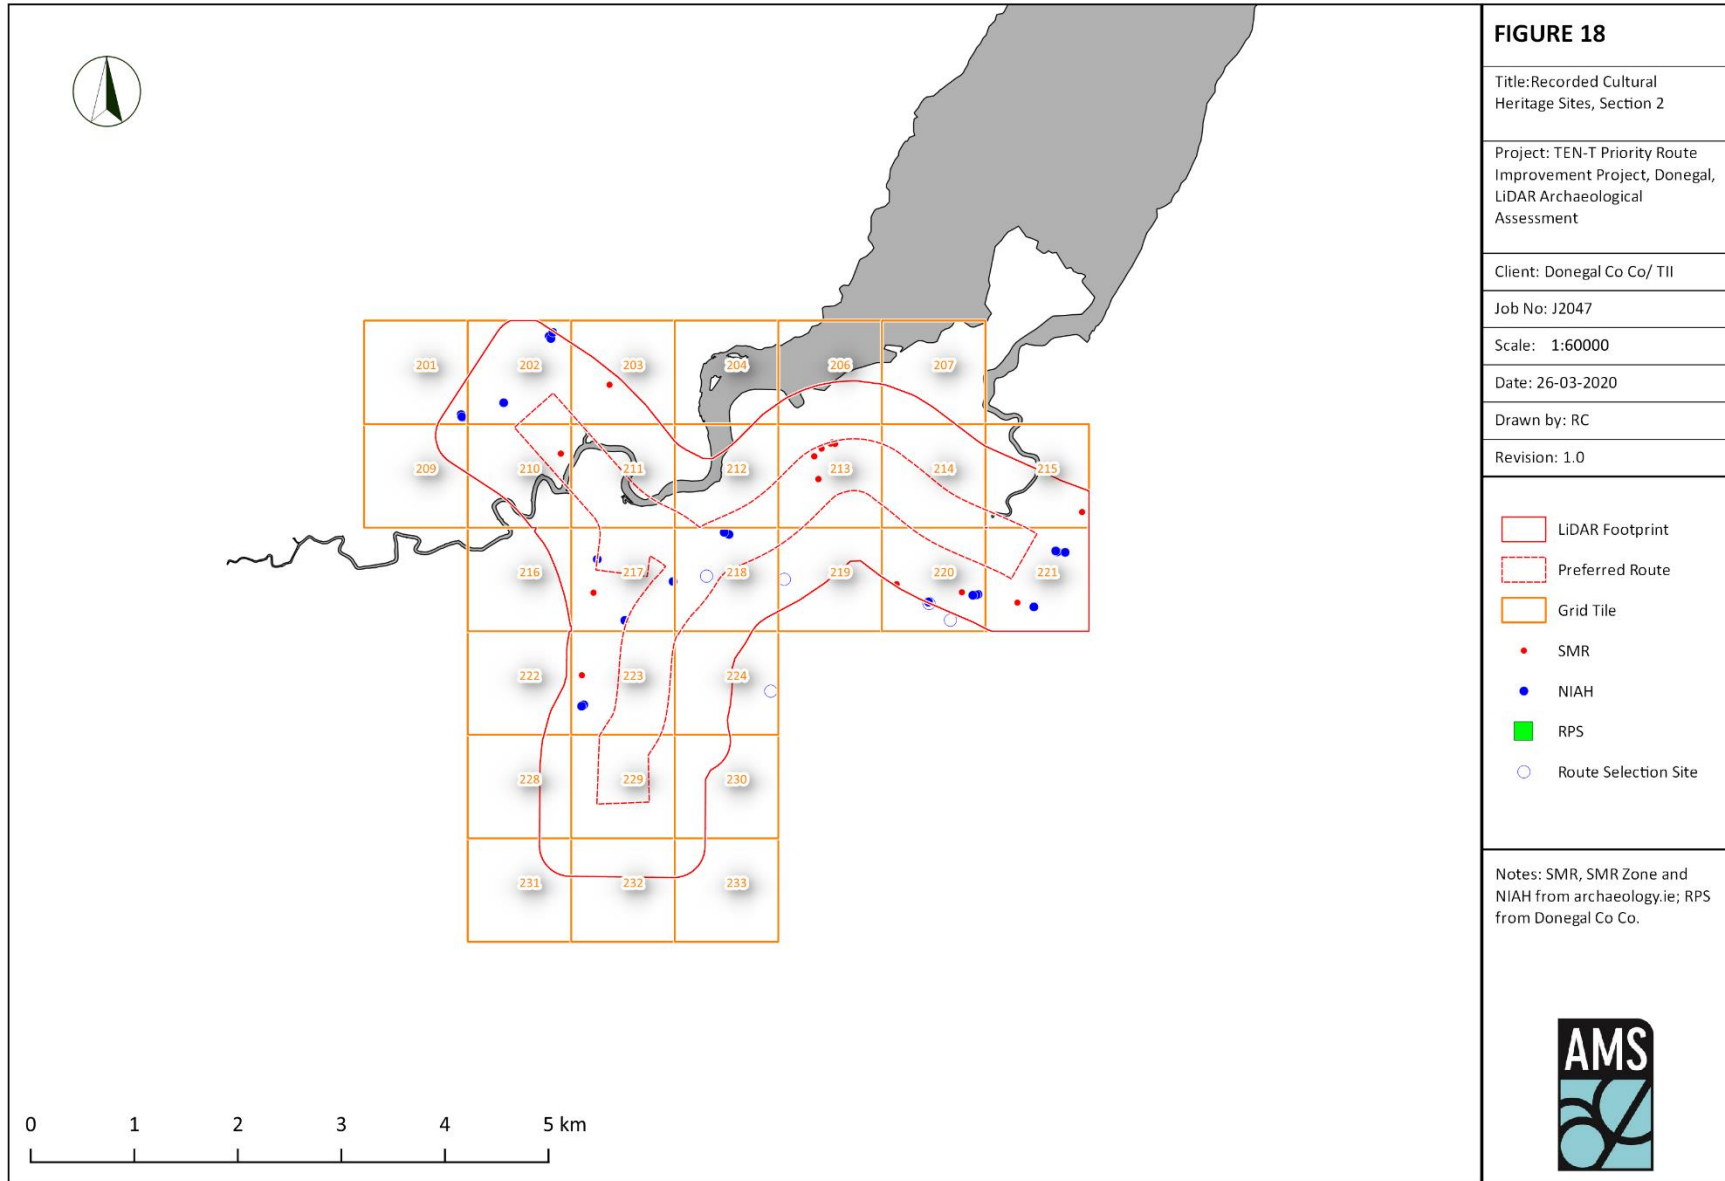 FIGURE 18
Title:Recorded Cultural
Heritage Sites, Section 2
Project: TEN-T Priority Route
Improvement Project, Donegal,
LiDAR Archaeological
Assessment
Client: Donegal Co Co/ TII
Job No: J2047
Scale: 1:60000
Date: 26-03-2020
Drawn by: RC
Revision: 1.0
LiDAR Footprint
Preferred Route
Grid Tile
SMR
NIAH
RPS
Route Selection Site
Notes: SMR, SMR Zone and
NIAH from archaeology.ie; RPS
from Donegal Co Co.
AMS
201 202 203 204 206 207
209 210 211 212 213 214 215
216 217 218 219 220 221
222 223 224
228 229 230
231 232 233
0 1 2 3 4 5 km